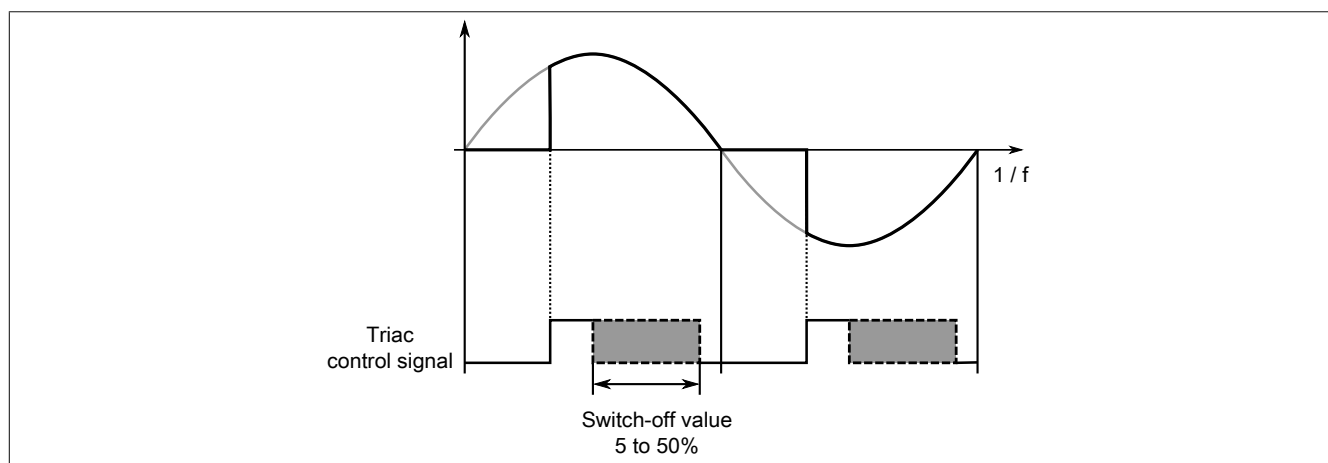 1 / f
Triac
control signal
Switch-off value
5 to 50%